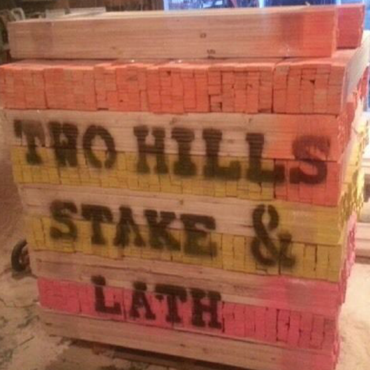 TWO HILLS
STAKE &
LATH